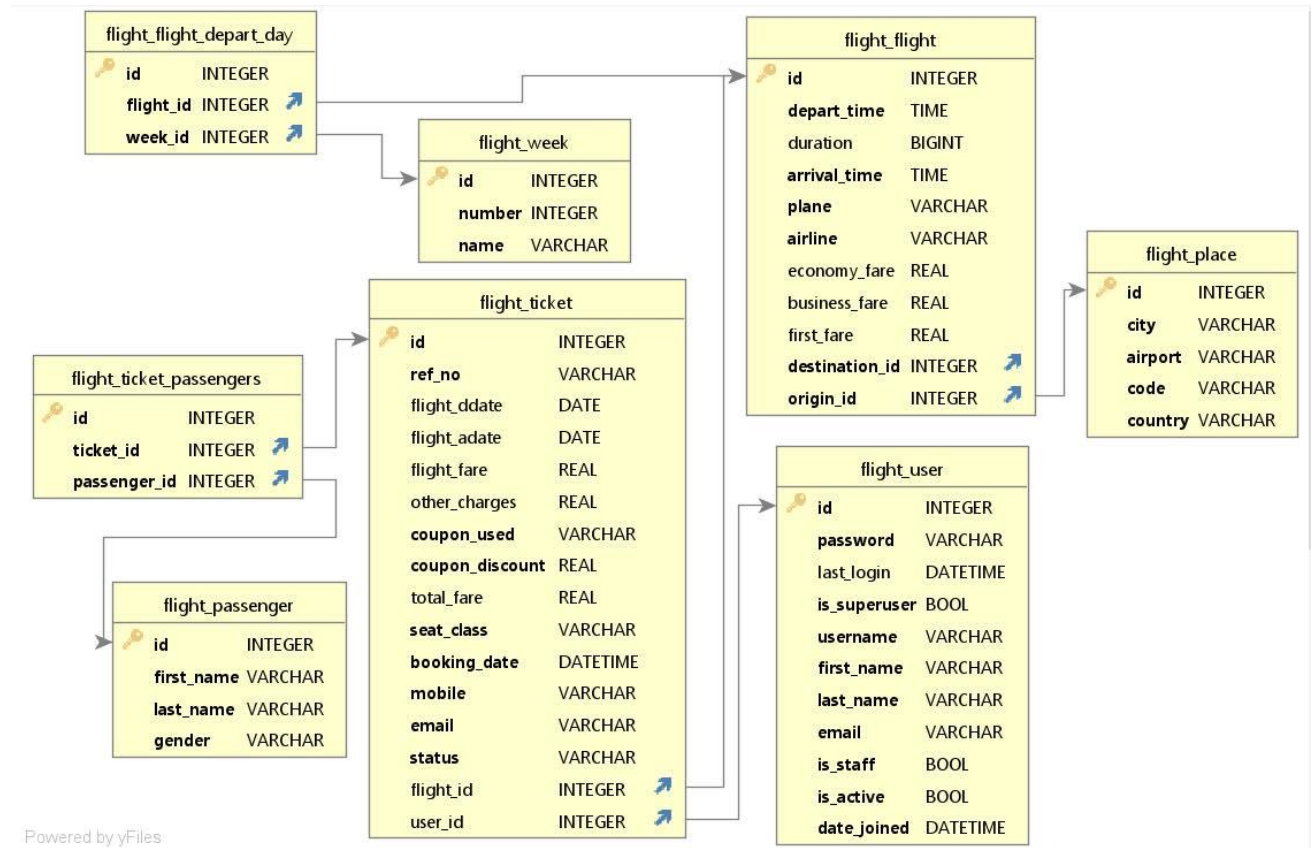 flight_flight_depart_day
id INTEGER
flight_id INTEGER
week_id INTEGER
flight_week
id INTEGER
number INTEGER
name VARCHAR
flight_flight
id INTEGER
depart_time TIME
duration BIGINT
arrival_time TIME
plane VARCHAR
airline VARCHAR
economy_fare REAL
business_fare REAL
first_fare REAL
destination_id INTEGER
origin_id INTEGER
flight_place
id INTEGER
city VARCHAR
airport VARCHAR
code VARCHAR
country VARCHAR
flight_ticket
id INTEGER
ref_no VARCHAR
flight_ddate DATE
flight_adate DATE
flight_fare REAL
other_charges REAL
coupon_used VARCHAR
coupon_discount REAL
total_fare REAL
seat_class VARCHAR
booking_date DATETIME
mobile VARCHAR
email VARCHAR
status VARCHAR
flight_id INTEGER
user_id INTEGER
flight_ticket_passengers
id INTEGER
ticket_id INTEGER
passenger_id INTEGER
flight_user
id INTEGER
password VARCHAR
last_login DATETIME
is_superuser BOOL
username VARCHAR
first_name VARCHAR
last_name VARCHAR
email VARCHAR
is_staff BOOL
is_active BOOL
date_joined DATETIME
flight_passenger
id INTEGER
first_name VARCHAR
last_name VARCHAR
gender VARCHAR
Powered by yFiles